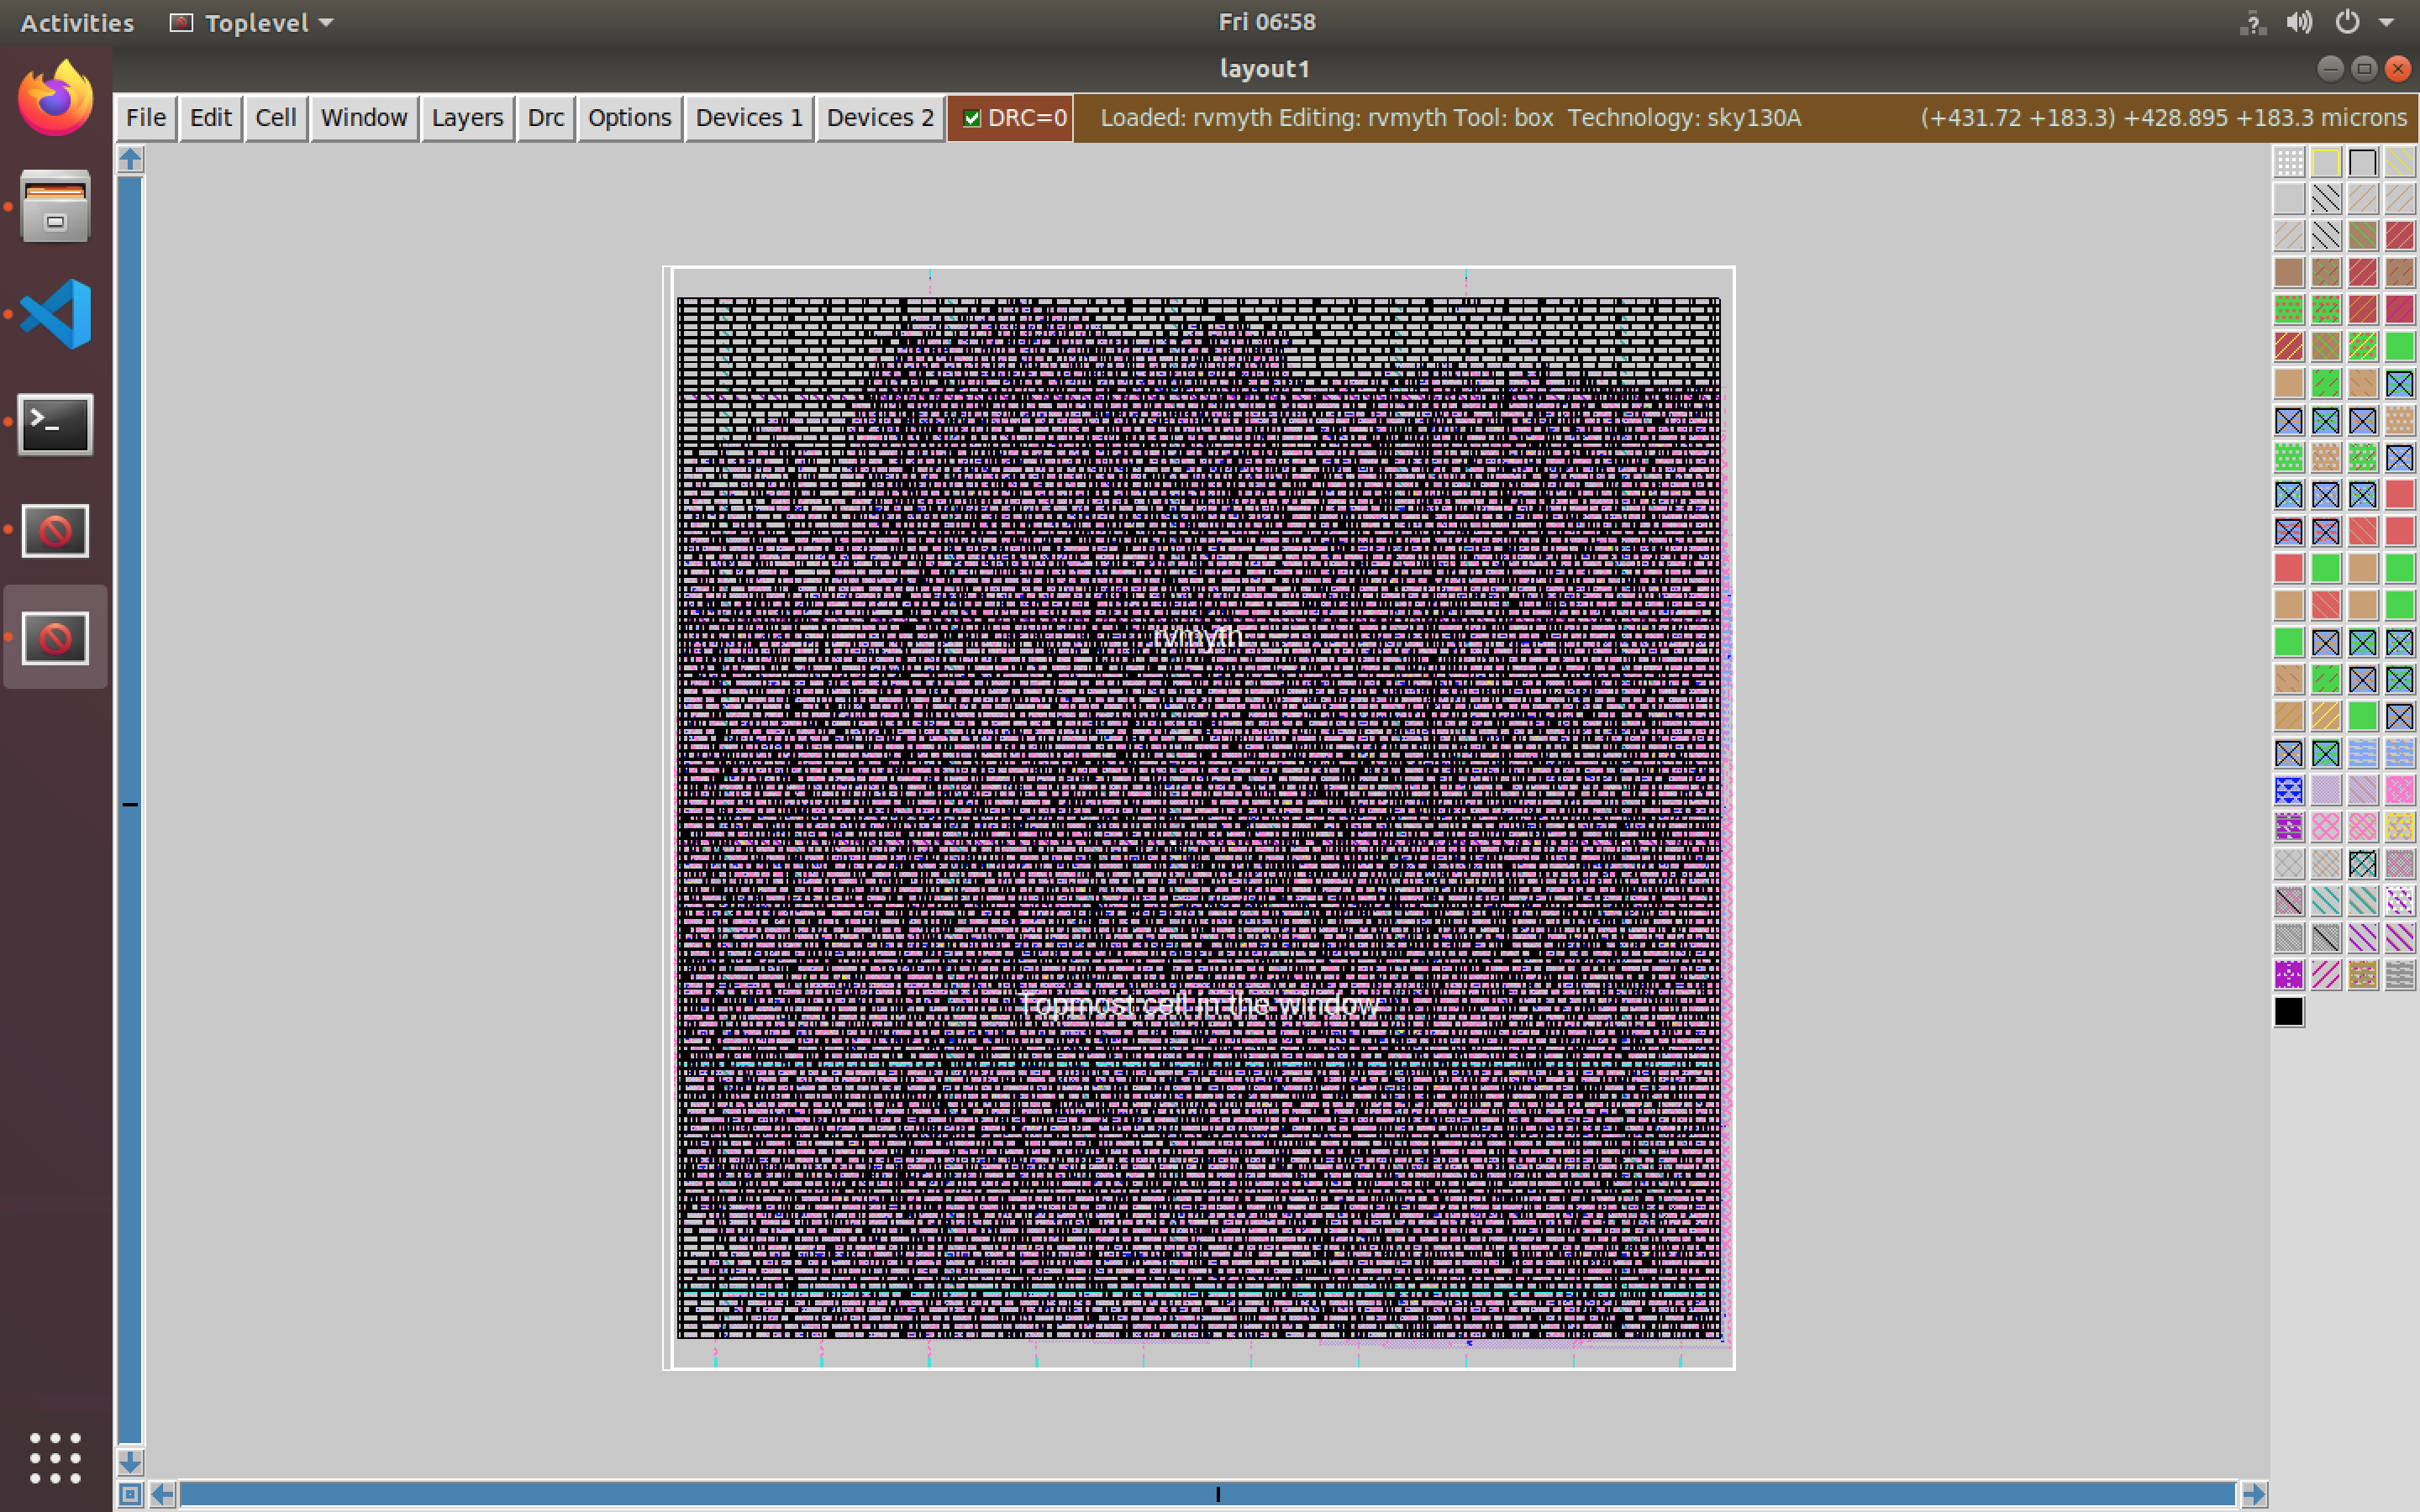 Activities Toplevel Fri 06:58
layout1
File Edit Cell Window Layers Drc Options Devices 1 Devices 2 DRC=0 Loaded: rvmyth Editing: rvmyth Tool: box Technology: sky130A (+431.72 +183.3) +428.895 +183.3 microns
rvmyth
Topmost cell in the window